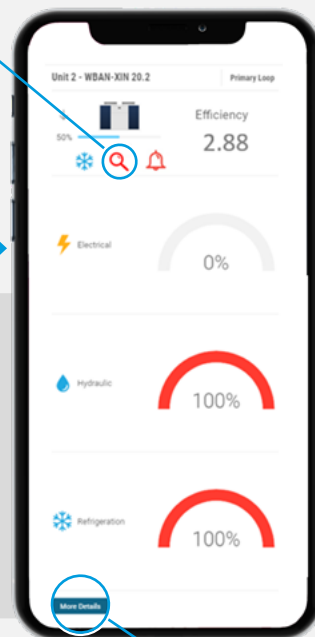 Unit 2 - WBAN-XIN 20.2
Primary Loop
Efficiency
50%
2.88
Electrical
0%
Hydraulic
100%
Refrigeration
100%
More Details